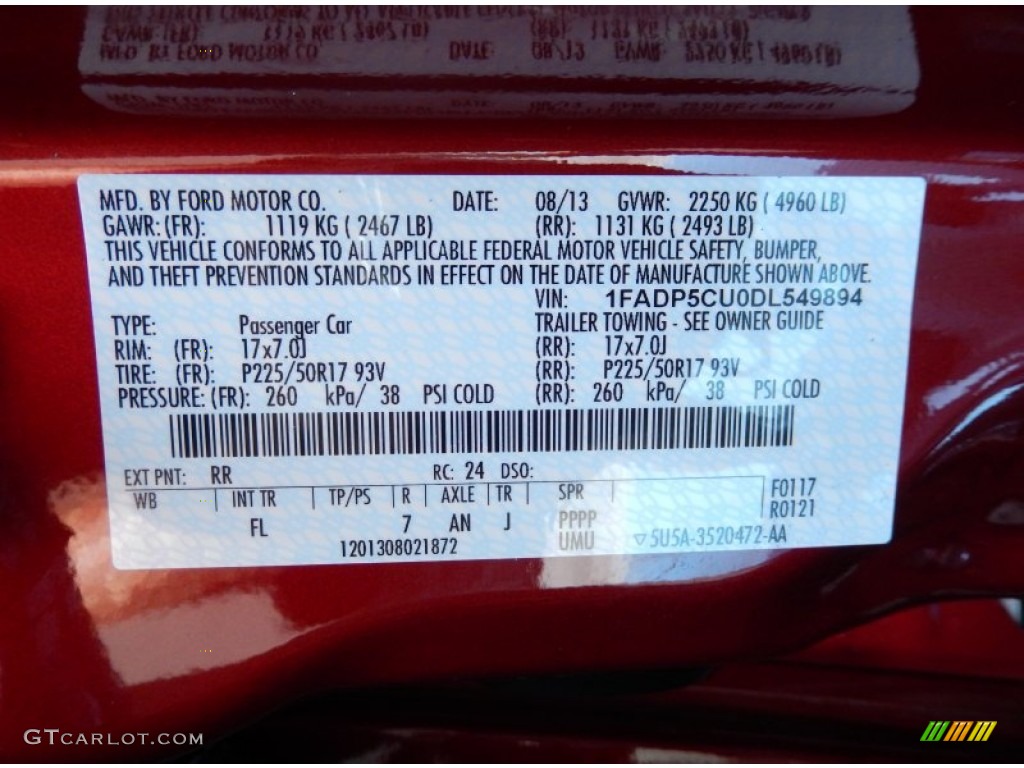 MFD. BY FORD MOTOR CO. DATE: 08/13 GVWR: 2250 KG ( 4960 LB)
GAWR: (FR): 1119 KG ( 2467 LB) (RR): 1131 KG ( 2493 LB)
THIS VEHICLE CONFORMS TO ALL APPLICABLE FEDERAL MOTOR VEHICLE SAFETY, BUMPER,
AND THEFT PREVENTION STANDARDS IN EFFECT ON THE DATE OF MANUFACTURE SHOWN ABOVE.
VIN: 1FADP5CU0DL549894
TYPE: Passenger Car TRAILER TOWING - SEE OWNER GUIDE
RIM: (FR): 17x7.0J (RR): 17x7.0J
TIRE: (FR): P225/50R17 93V (RR): P225/50R17 93V
PRESSURE: (FR): 260 kPa/ 38 PSI COLD (RR): 260 kPa/ 38 PSI COLD
EXT PNT: RR RC: 24 DSO: F0117
WB INT TR TP/PS R AXLE TR SPR R0121
FL 7 AN J PPPP
1201308021872 UMU ▽5U5A-3520472-AA
GTCARLOT.COM